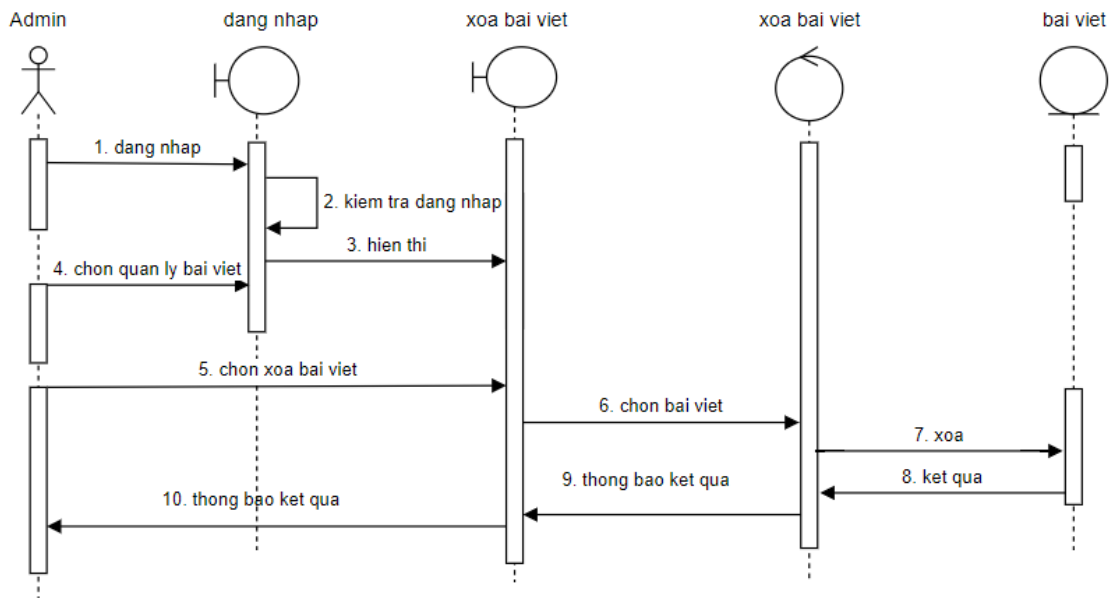 Admin
dang nhap
xoa bai viet
xoa bai viet
bai viet
1. dang nhap
2. kiem tra dang nhap
3. hien thi
4. chon quan ly bai viet
5. chon xoa bai viet
6. chon bai viet
7. xoa
8. ket qua
9. thong bao ket qua
10. thong bao ket qua